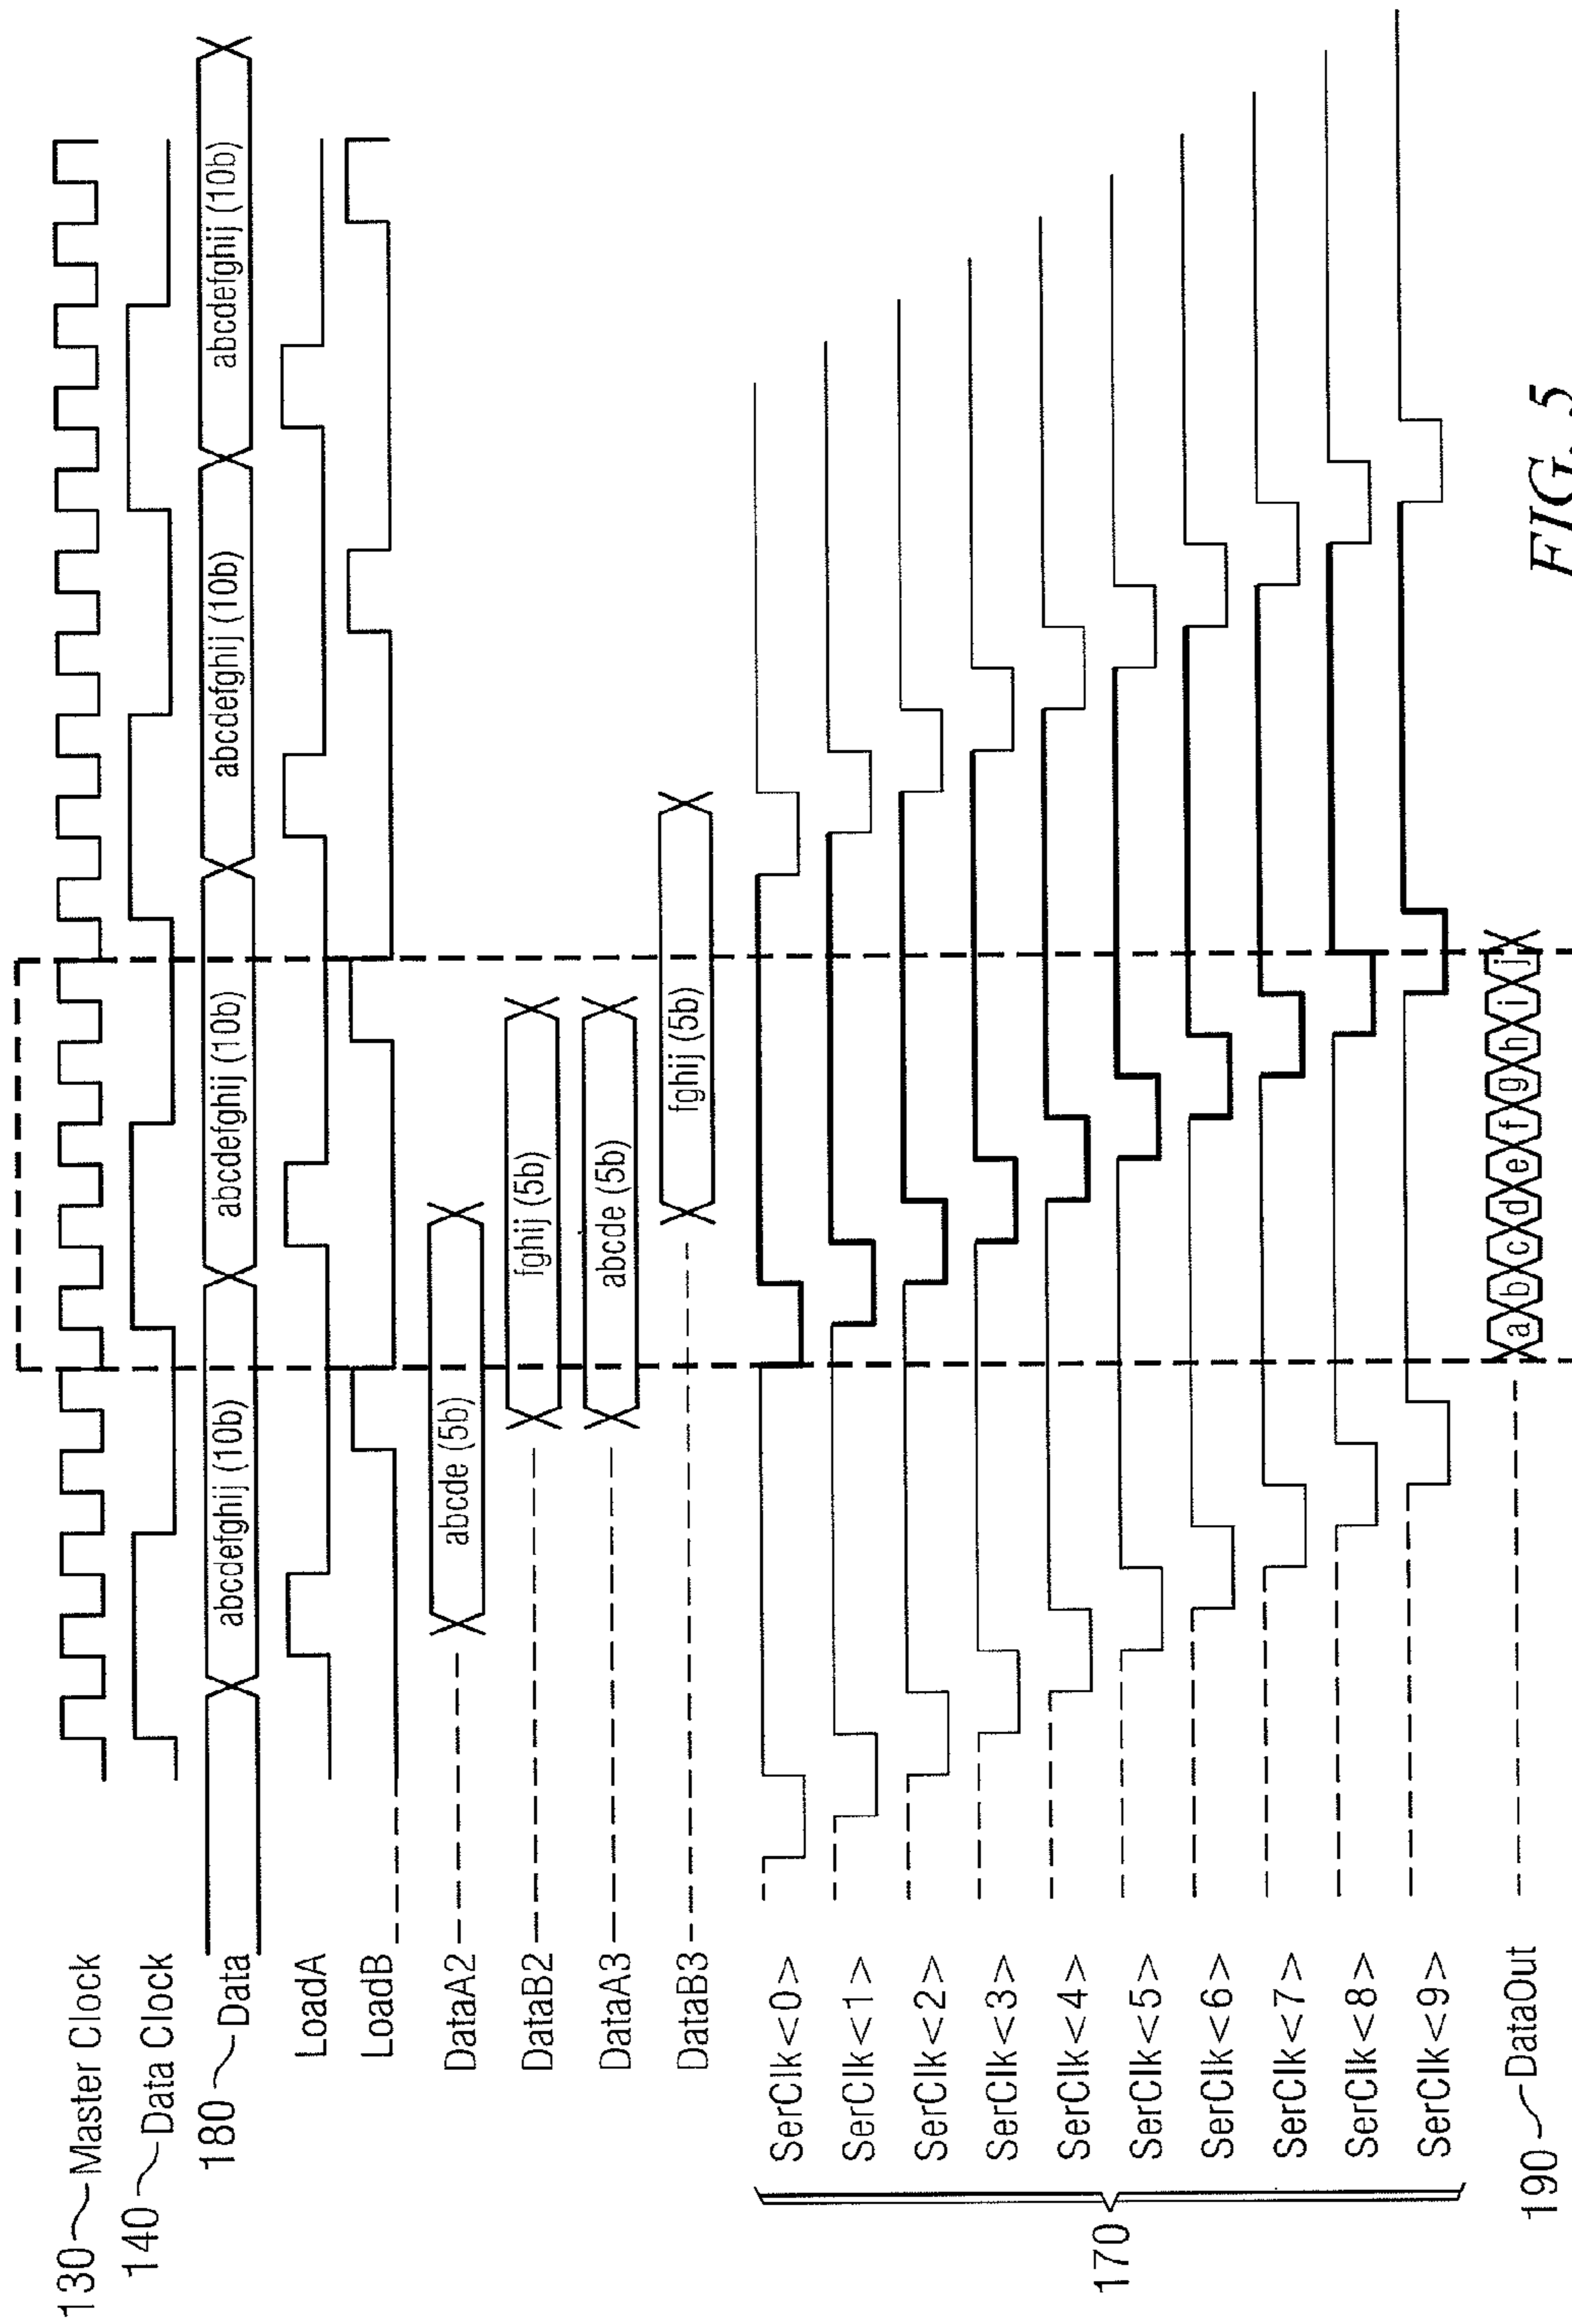 130 Master Clock
140 Data Clock
180 Data abcdefghij (10b) abcdefghij (10b) abcdefghij (10b) abcdefghij (10b)
LoadA
LoadB
DataA2 abcde (5b)
DataB2 fghij (5b)
DataA3 abcde (5b)
DataB3 fghij (5b)
170
SerClk<0>
SerClk<1>
SerClk<2>
SerClk<3>
SerClk<4>
SerClk<5>
SerClk<6>
SerClk<7>
SerClk<8>
SerClk<9>
190 DataOut a b c d e f g h i j
FIG. 5